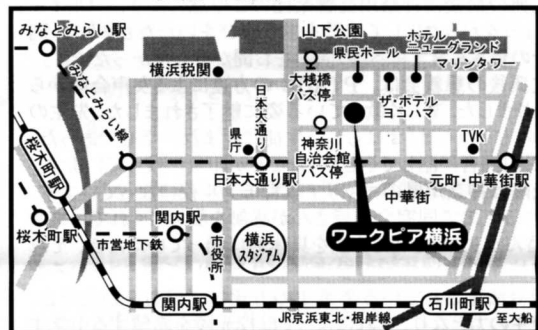 みなとみらい駅
みなとみらい線
横浜税関
山下公園
大桟橋
バス停
県民ホール
ホテル
ニューグランド
マリンタワー
ザ・ホテル
ヨコハマ
日本大通り
県庁
神奈川
自治会館
バス停
TVK
桜木町駅
日本大通り駅
元町・中華街駅
中華街
桜木町駅
関内駅
市営地下鉄
市役所
横浜
スタジアム
ワークピア横浜
関内駅
石川町駅
JR京浜東北・根岸線
至大船